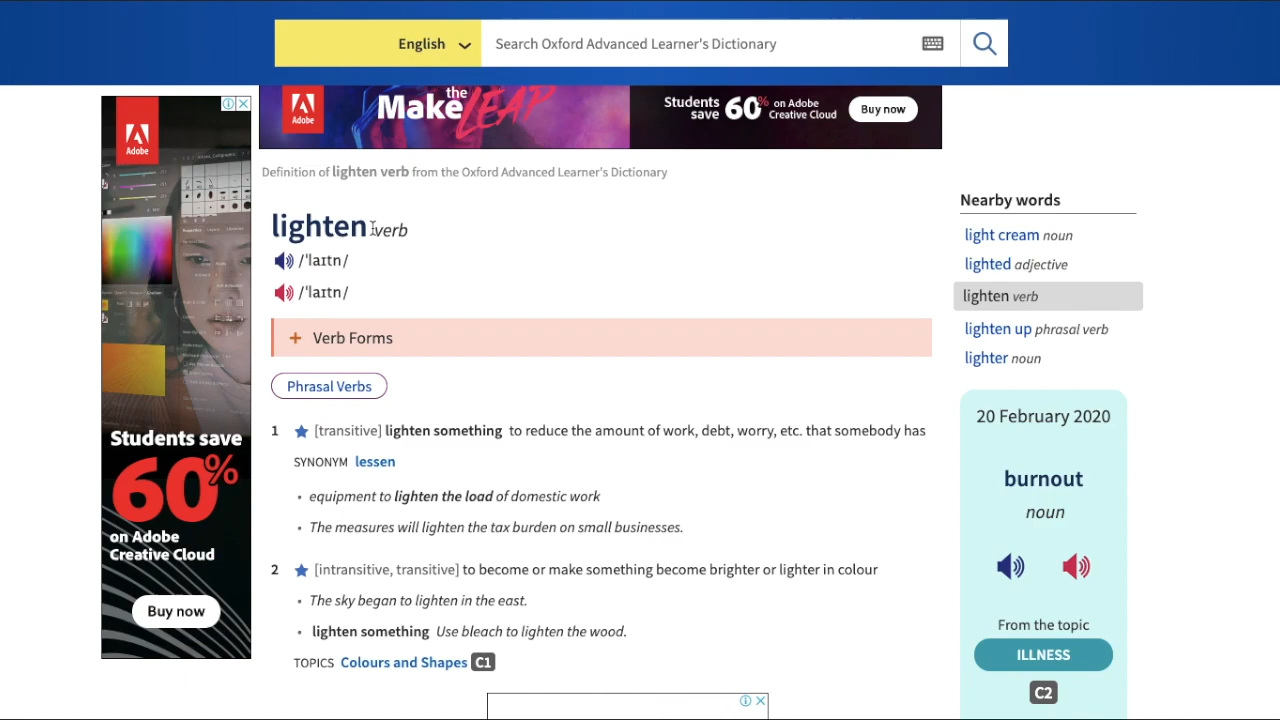 English
Search Oxford Advanced Learner's Dictionary
Adobe
Make the LEAP
Students save 60% on Adobe Creative Cloud
Buy now
Adobe
Students save
60%
on Adobe
Creative Cloud
Buy now
Definition of lighten verb from the Oxford Advanced Learner's Dictionary
lighten verb
/ˈlaɪtn/
/ˈlaɪtn/
+ Verb Forms
Phrasal Verbs
1 ★ [transitive] lighten something to reduce the amount of work, debt, worry, etc. that somebody has
SYNONYM lessen
• equipment to lighten the load of domestic work
• The measures will lighten the tax burden on small businesses.
2 ★ [intransitive, transitive] to become or make something become brighter or lighter in colour
• The sky began to lighten in the east.
• lighten something Use bleach to lighten the wood.
TOPICS Colours and Shapes C1
Nearby words
light cream noun
lighted adjective
lighten verb
lighten up phrasal verb
lighter noun
20 February 2020
burnout
noun
From the topic
ILLNESS
C2